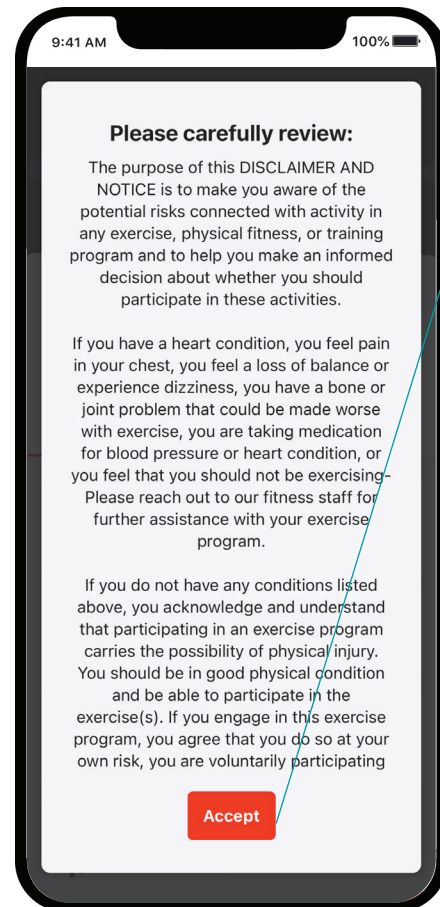 9:41 AM
100%
Please carefully review:
The purpose of this DISCLAIMER AND
NOTICE is to make you aware of the
potential risks connected with activity in
any exercise, physical fitness, or training
program and to help you make an informed
decision about whether you should
participate in these activities.
If you have a heart condition, you feel pain
in your chest, you feel a loss of balance or
experience dizziness, you have a bone or
joint problem that could be made worse
with exercise, you are taking medication
for blood pressure or heart condition, or
you feel that you should not be exercising-
Please reach out to our fitness staff for
further assistance with your exercise
program.
If you do not have any conditions listed
above, you acknowledge and understand
that participating in an exercise program
carries the possibility of physical injury.
You should be in good physical condition
and be able to participate in the
exercise(s). If you engage in this exercise
program, you agree that you do so at your
own risk, you are voluntarily participating
Accept